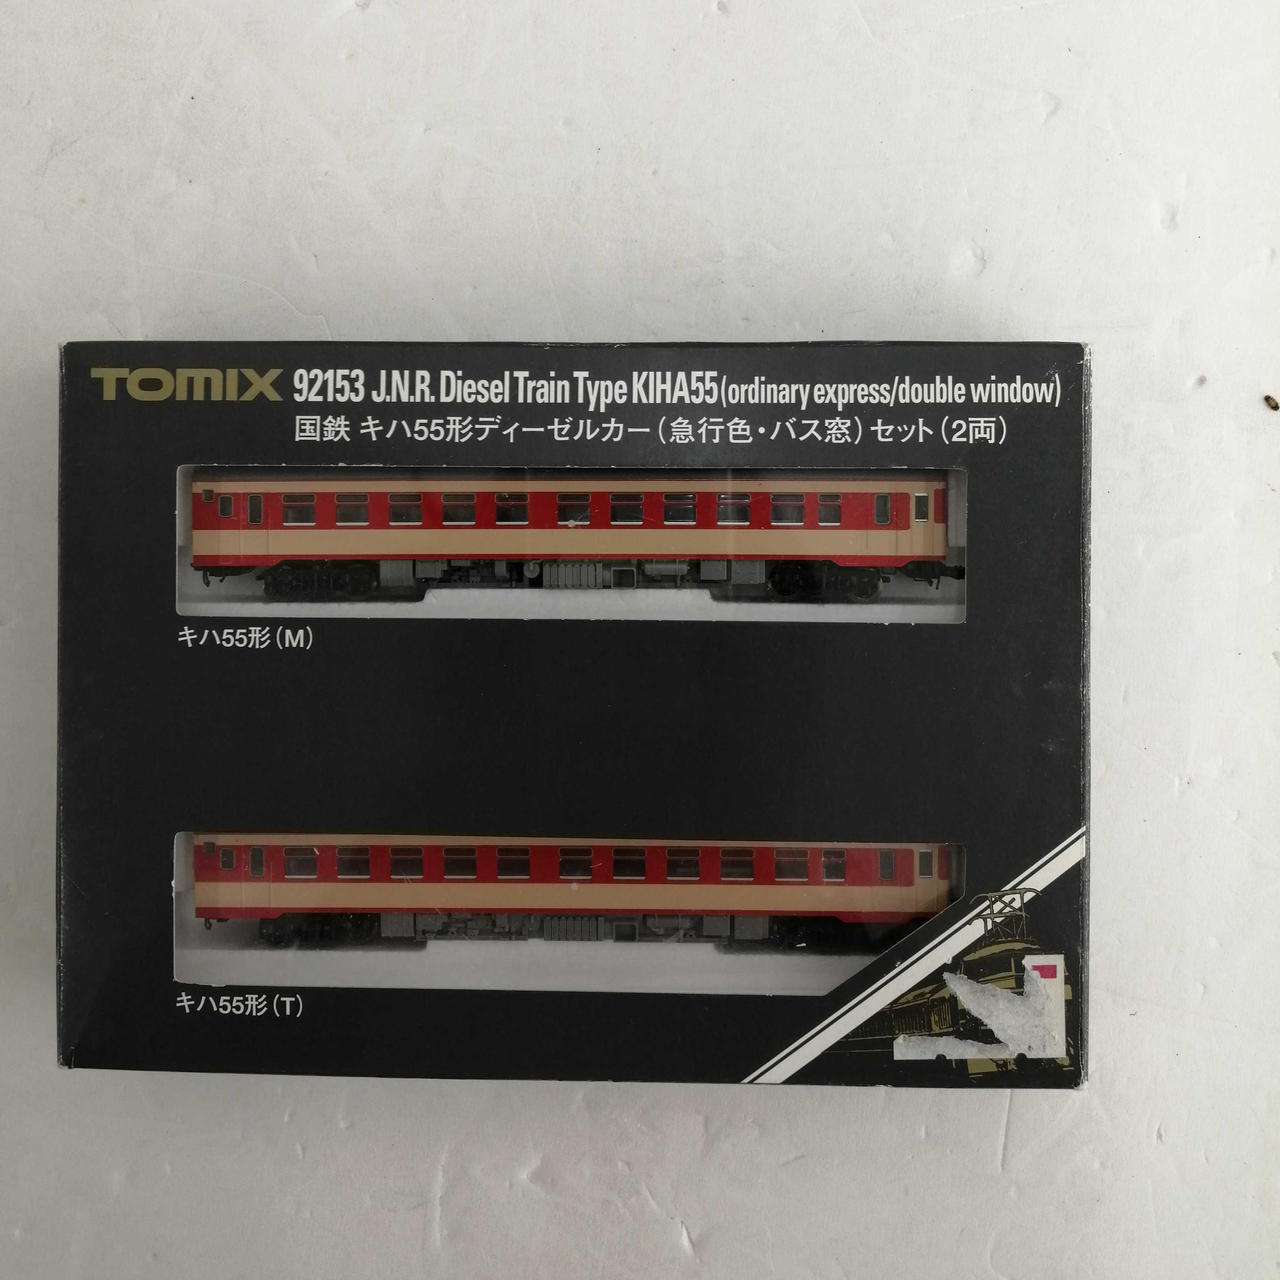 TOMIX 92153 J.N.R. Diesel Train Type KIHA55 (ordinary express/double window)
国鉄 キハ55形ディーゼルカー（急行色・バス窓）セット（2両）
キハ55形（M）
キハ55形（T）